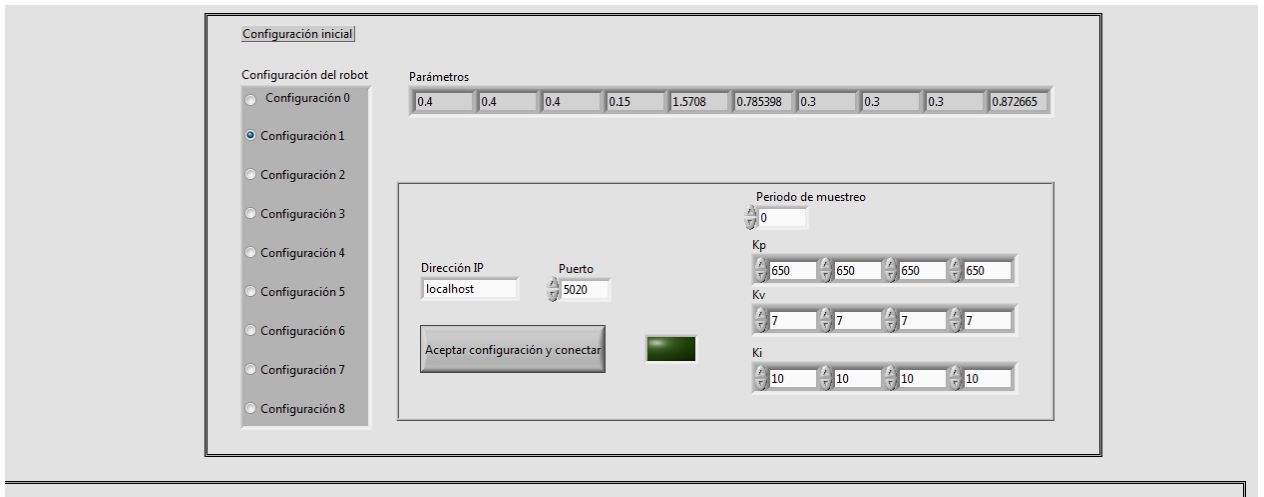 Configuración inicial
Configuración del robot
Configuración 0
Configuración 1
Configuración 2
Configuración 3
Configuración 4
Configuración 5
Configuración 6
Configuración 7
Configuración 8
Parámetros
0.4 0.4 0.4 0.15 1.5708 0.785398 0.3 0.3 0.3 0.872665
Dirección IP
localhost
Puerto
5020
Aceptar configuración y conectar
Periodo de muestreo
0
Kp
650 650 650 650
Kv
7 7 7 7
Ki
10 10 10 10